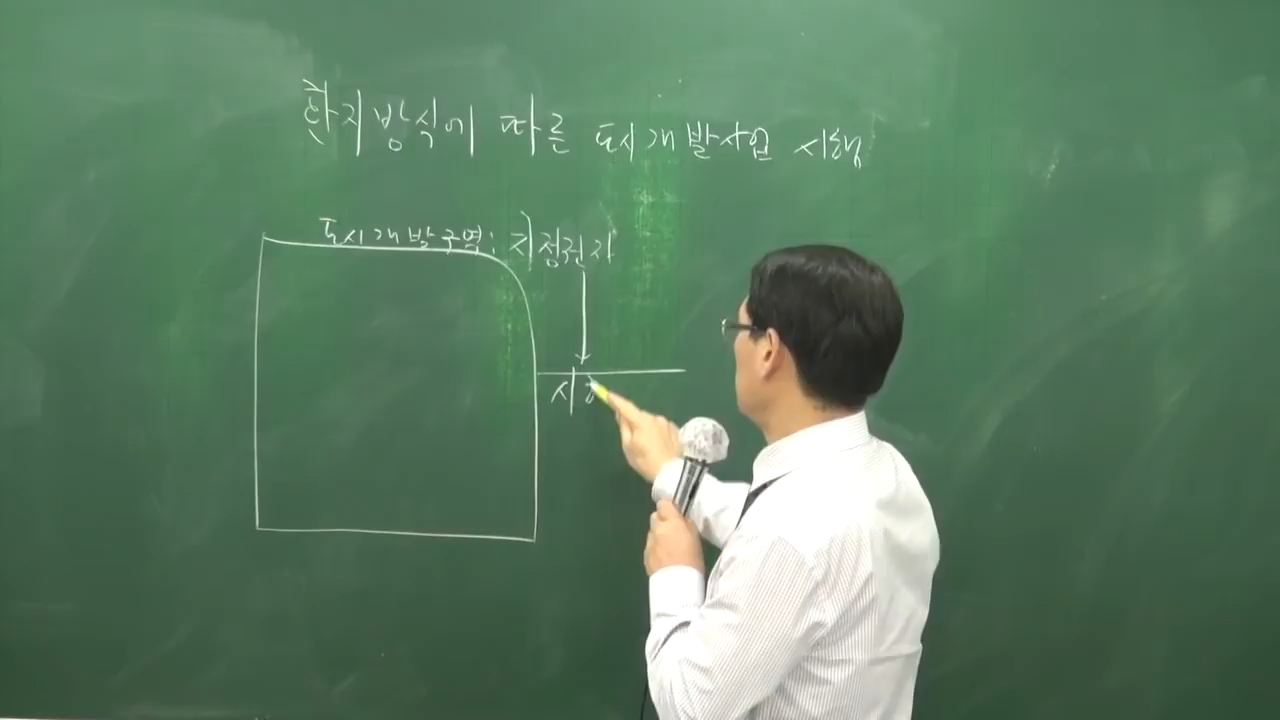 환지방식에 따른 도시개발사업 시행
도시개발구역: 지정권자
시